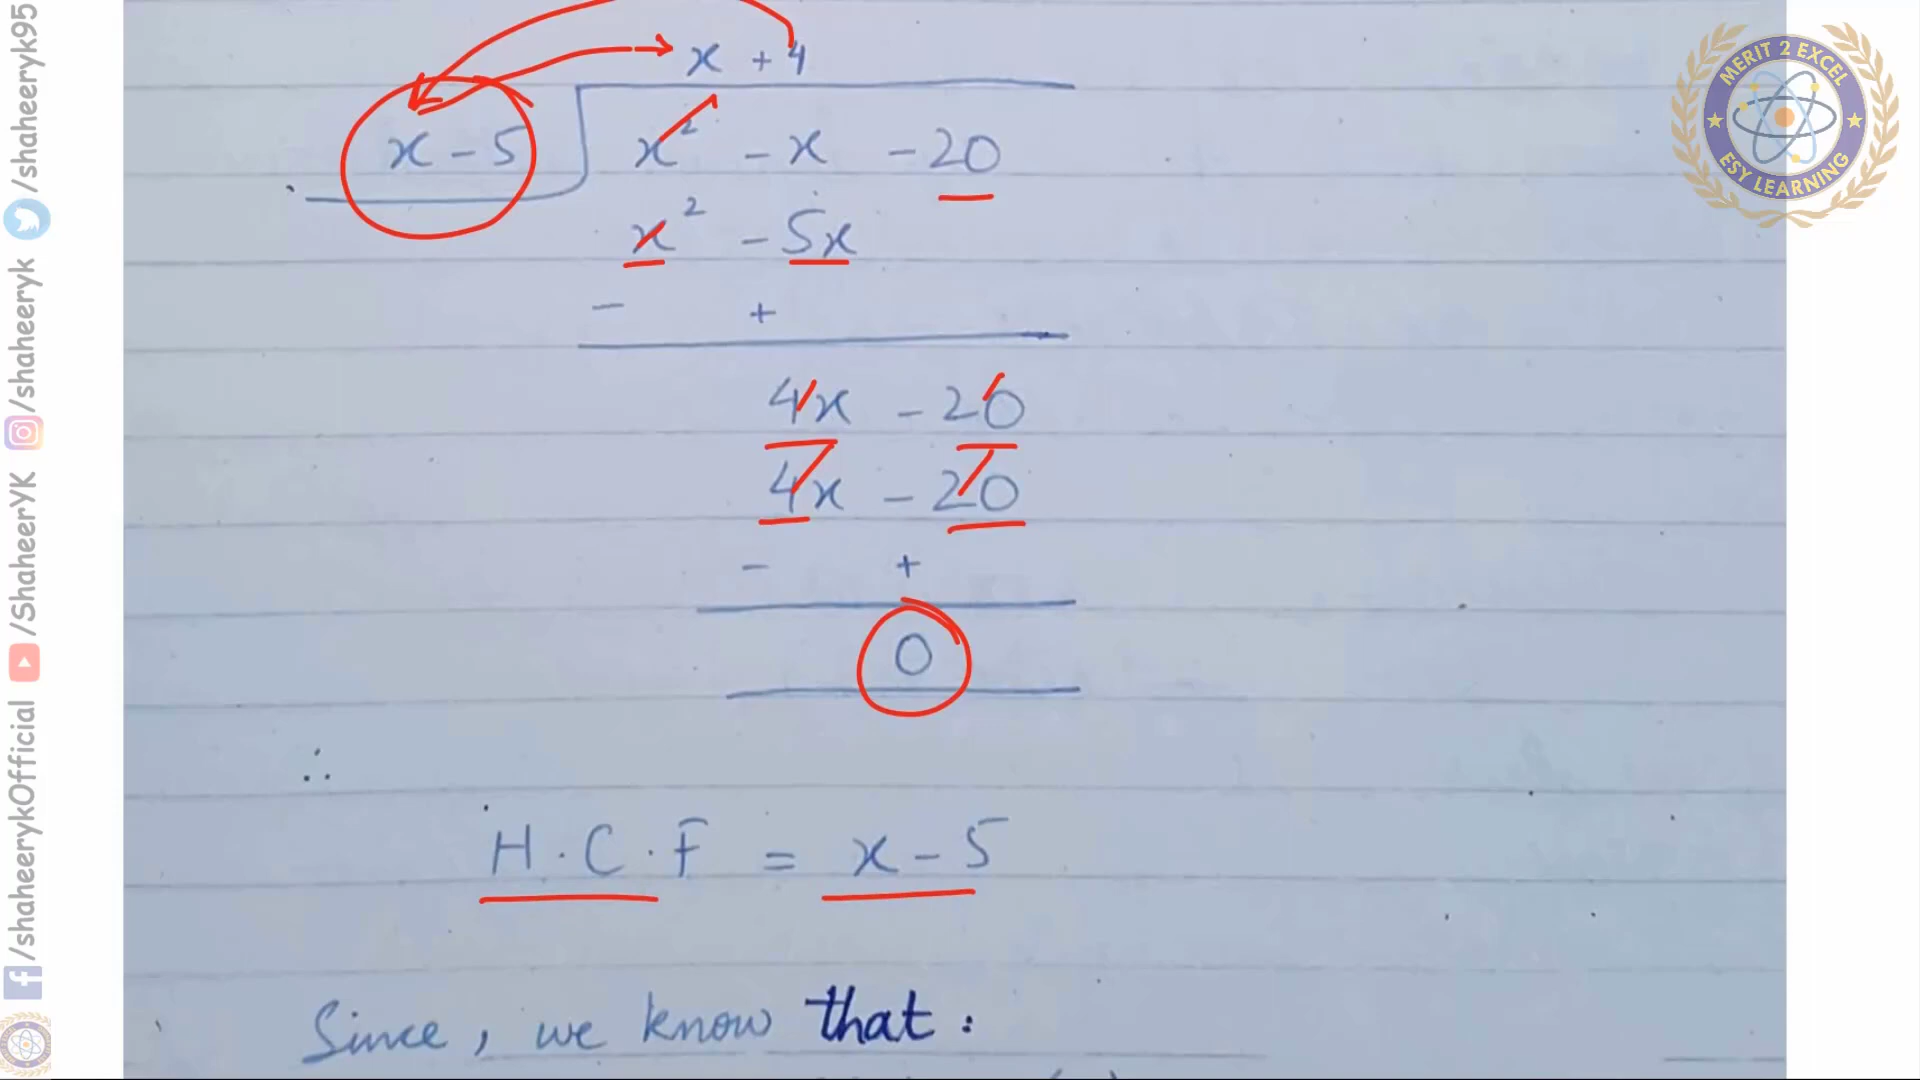 x + 4
x - 5 x² - x - 20
x² - 5x
- +
4x - 20
4x - 20
- +
0
∴
H.C.F = x - 5
Since, we know that:
MERIT 2 EXCEL
ESY LEARNING
/shaheeryk95
/shaheeryk
/ShaheerYK
/shaheerykOfficial